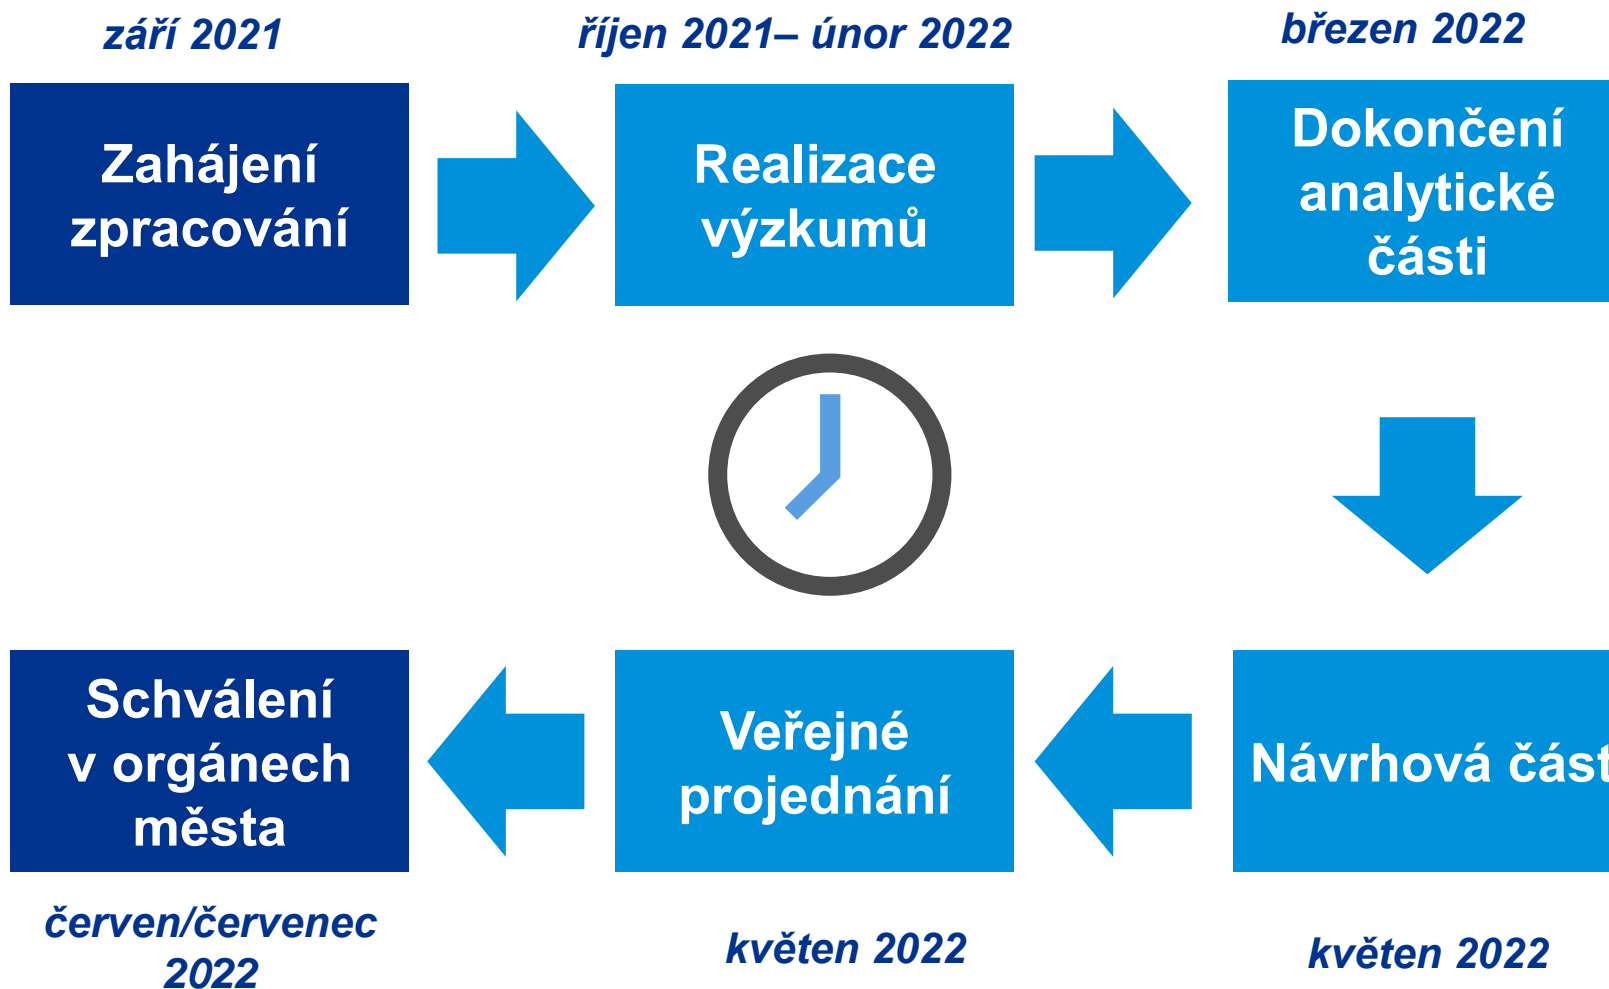 září 2021
říjen 2021– únor 2022
březen 2022
Zahájení
zpracování
Realizace
výzkumů
Dokončení
analytické
části
Schválení
v orgánech
města
Veřejné
projednání
Návrhová část
červen/červenec
2022
květen 2022
květen 2022